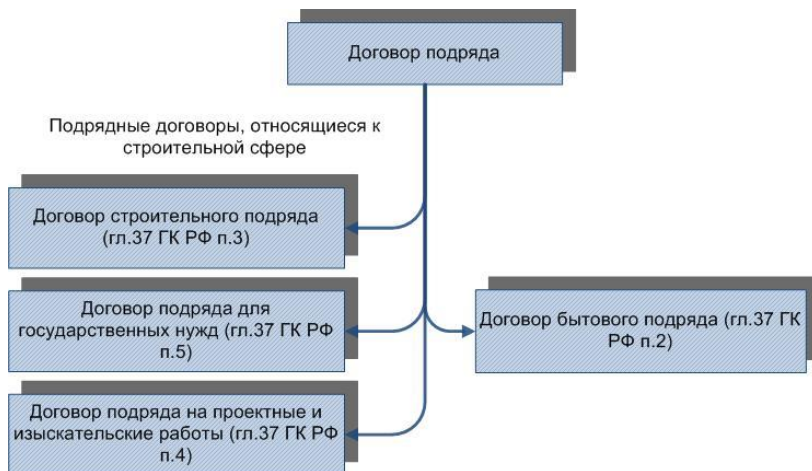 Договор подряда
Подрядные договоры, относящиеся к
строительной сфере
Договор строительного подряда
(гл.37 ГК РФ п.3)
Договор подряда для
государственных нужд (гл.37 ГК РФ
п.5)
Договор бытового подряда (гл.37 ГК
РФ п.2)
Договор подряда на проектные и
изыскательские работы (гл.37 ГК РФ
п.4)